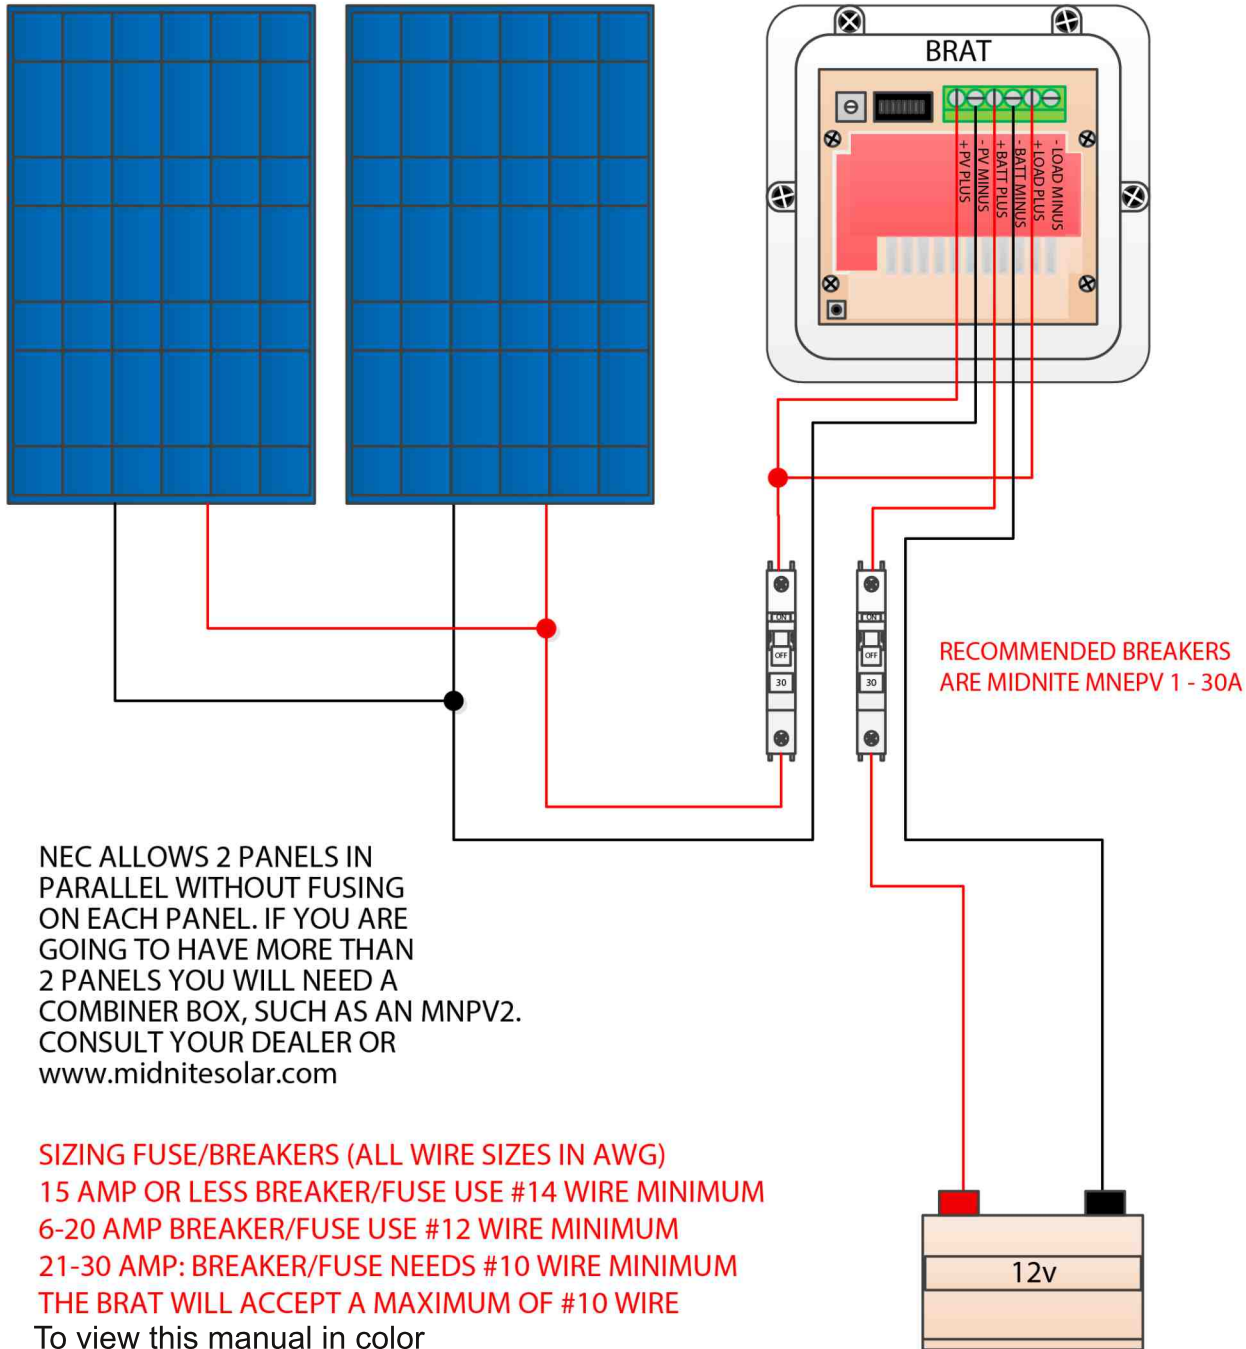 BRAT
+ PV PLUS
- PV MINUS
+ BATT PLUS
- BATT MINUS
+ LOAD PLUS
- LOAD MINUS
ON
OFF
30
ON
OFF
30
RECOMMENDED BREAKERS
ARE MIDNITE MNEPV 1 - 30A
NEC ALLOWS 2 PANELS IN
PARALLEL WITHOUT FUSING
ON EACH PANEL. IF YOU ARE
GOING TO HAVE MORE THAN
2 PANELS YOU WILL NEED A
COMBINER BOX, SUCH AS AN MNPV2.
CONSULT YOUR DEALER OR
www.midnitesolar.com
SIZING FUSE/BREAKERS (ALL WIRE SIZES IN AWG)
15 AMP OR LESS BREAKER/FUSE USE #14 WIRE MINIMUM
6-20 AMP BREAKER/FUSE USE #12 WIRE MINIMUM
21-30 AMP: BREAKER/FUSE NEEDS #10 WIRE MINIMUM
THE BRAT WILL ACCEPT A MAXIMUM OF #10 WIRE
To view this manual in color
12v